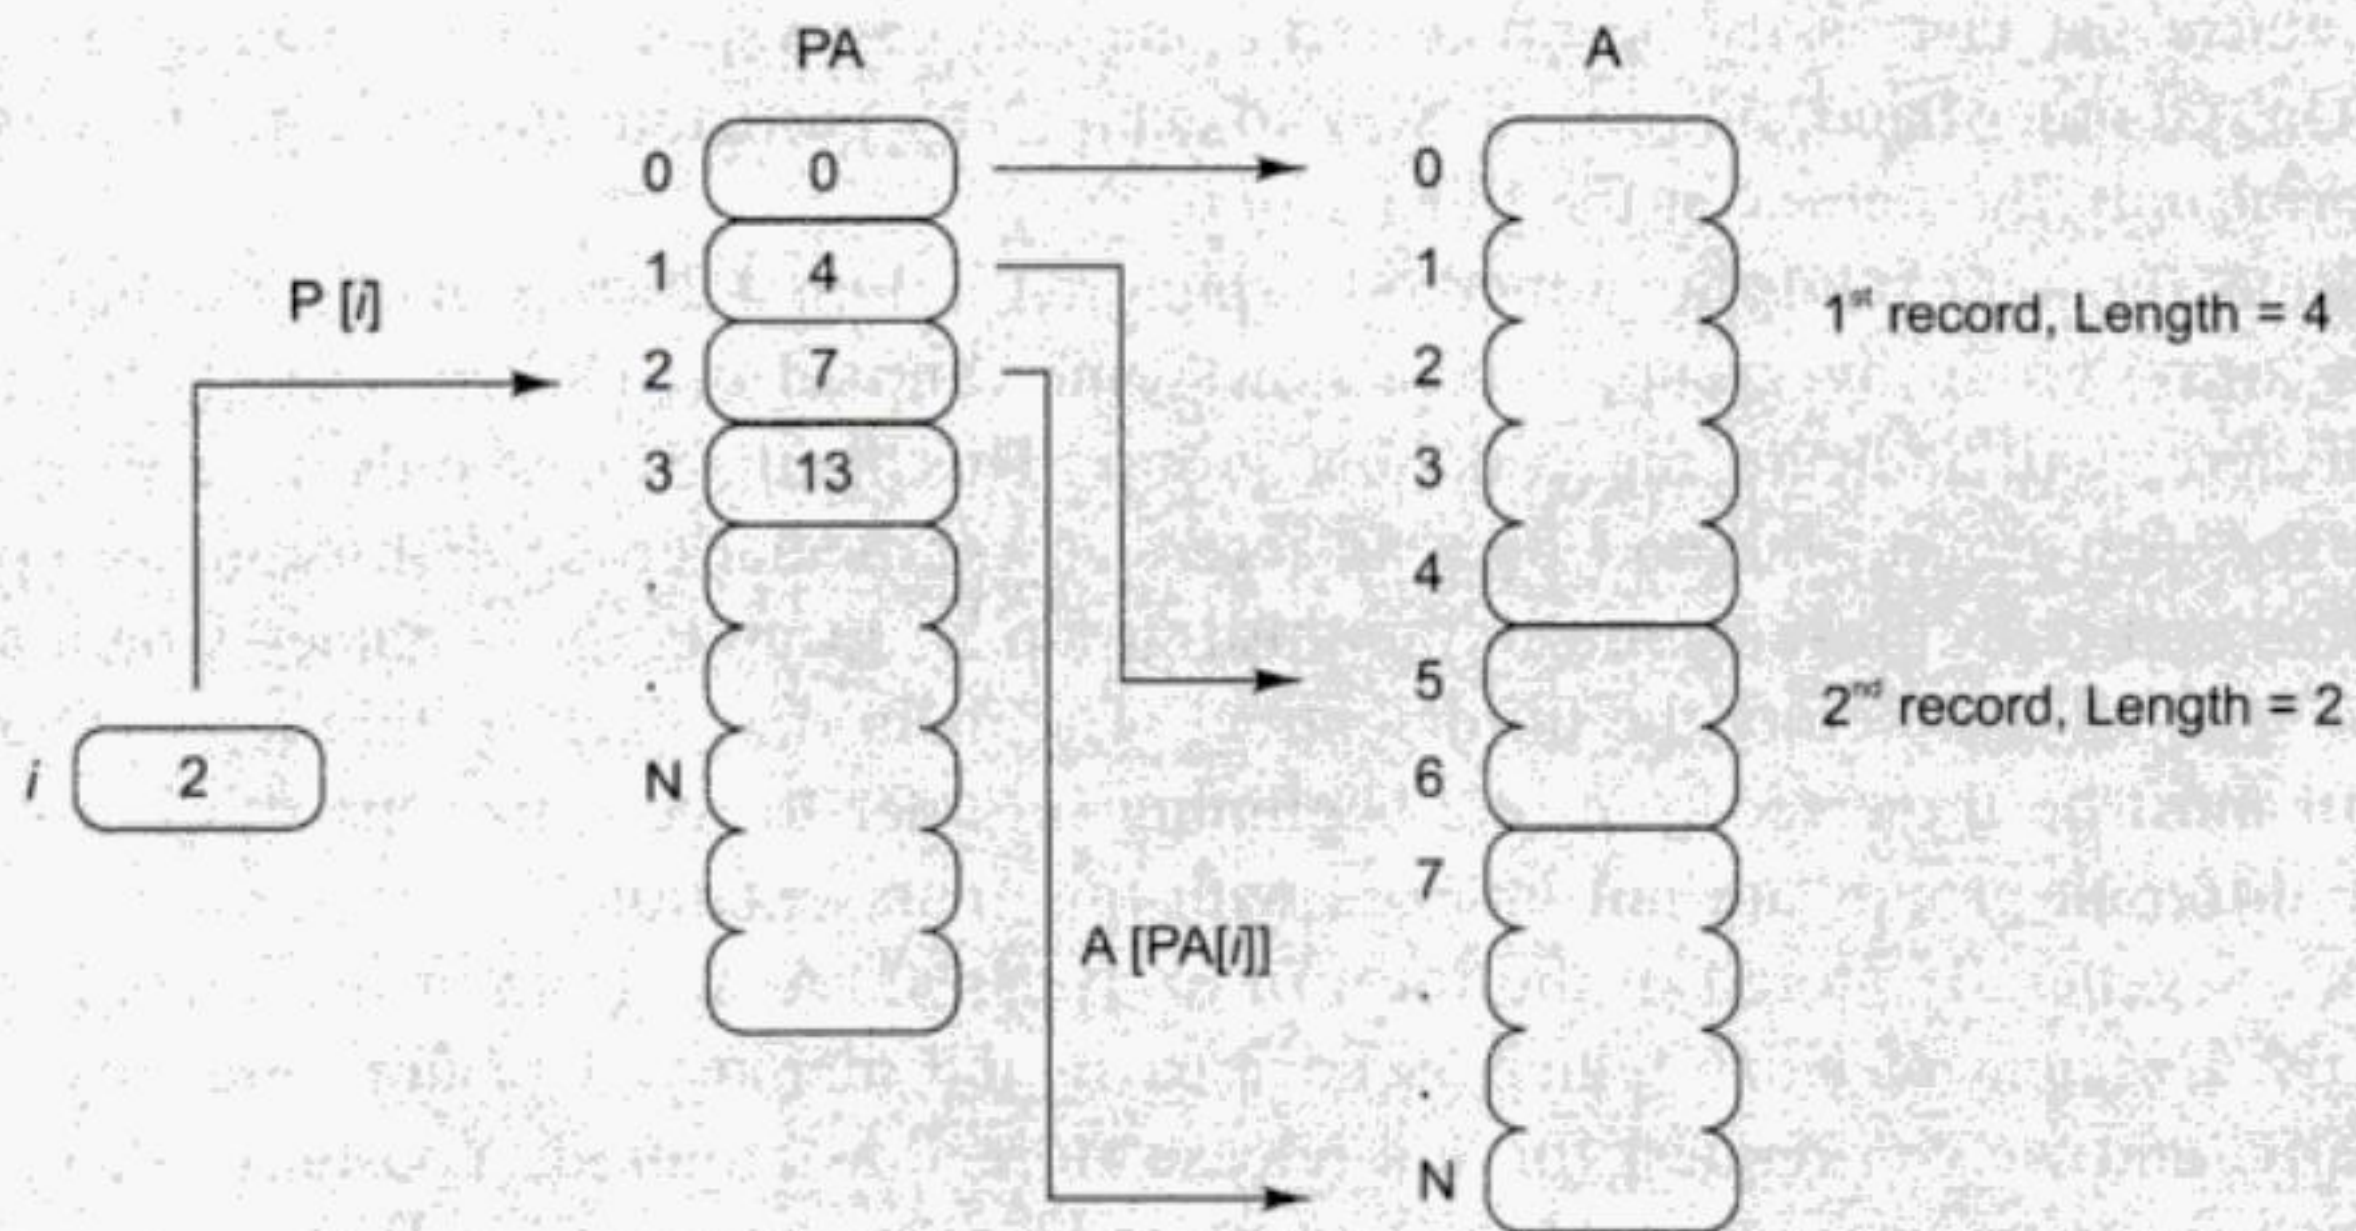 PA A
0 0 0
1 4 1
P [i] 1st record, Length = 4
2 7 2
3 13 3
. 4
. 5
2nd record, Length = 2
i 2 N 6
7
A [PA[i]]
.
.
N